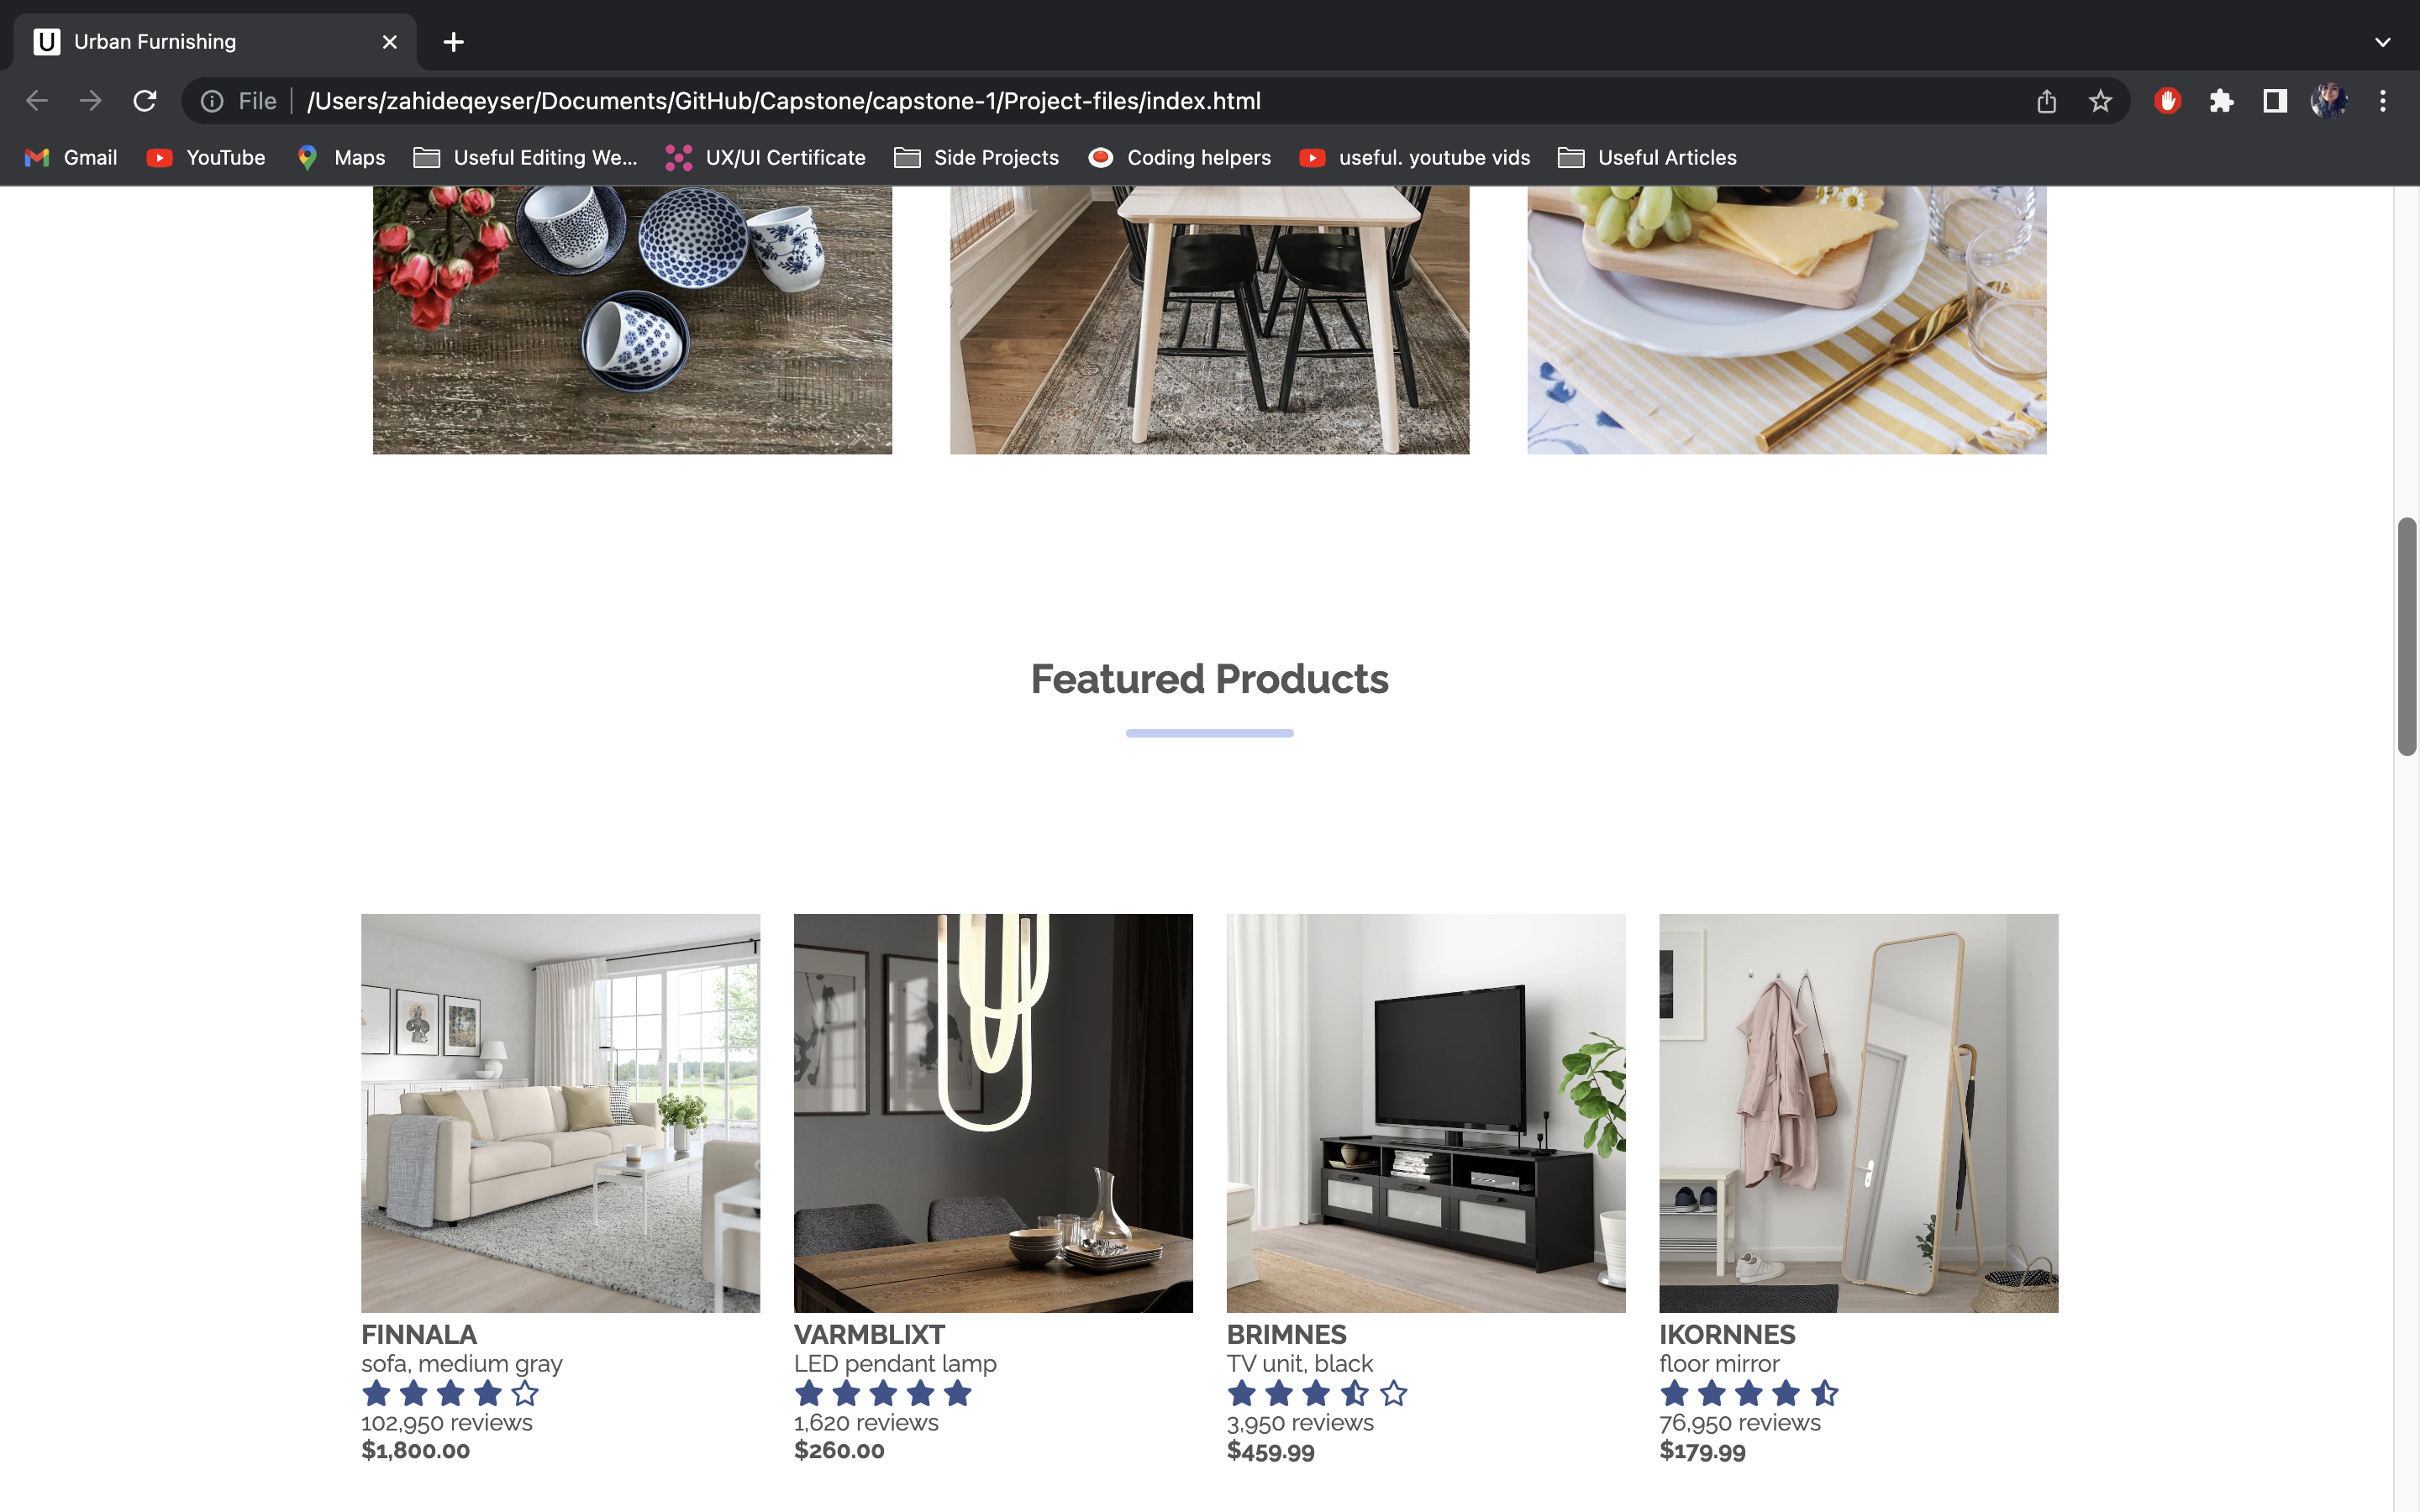 Urban Furnishing
File /Users/zahideqeyser/Documents/GitHub/Capstone/capstone-1/Project-files/index.html
Gmail YouTube Maps Useful Editing We... UX/UI Certificate Side Projects Coding helpers useful. youtube vids Useful Articles
Featured Products
FINNALA
sofa, medium gray
102,950 reviews
$1,800.00
VARMBLIXT
LED pendant lamp
1,620 reviews
$260.00
BRIMNES
TV unit, black
3,950 reviews
$459.99
IKORNNES
floor mirror
76,950 reviews
$179.99